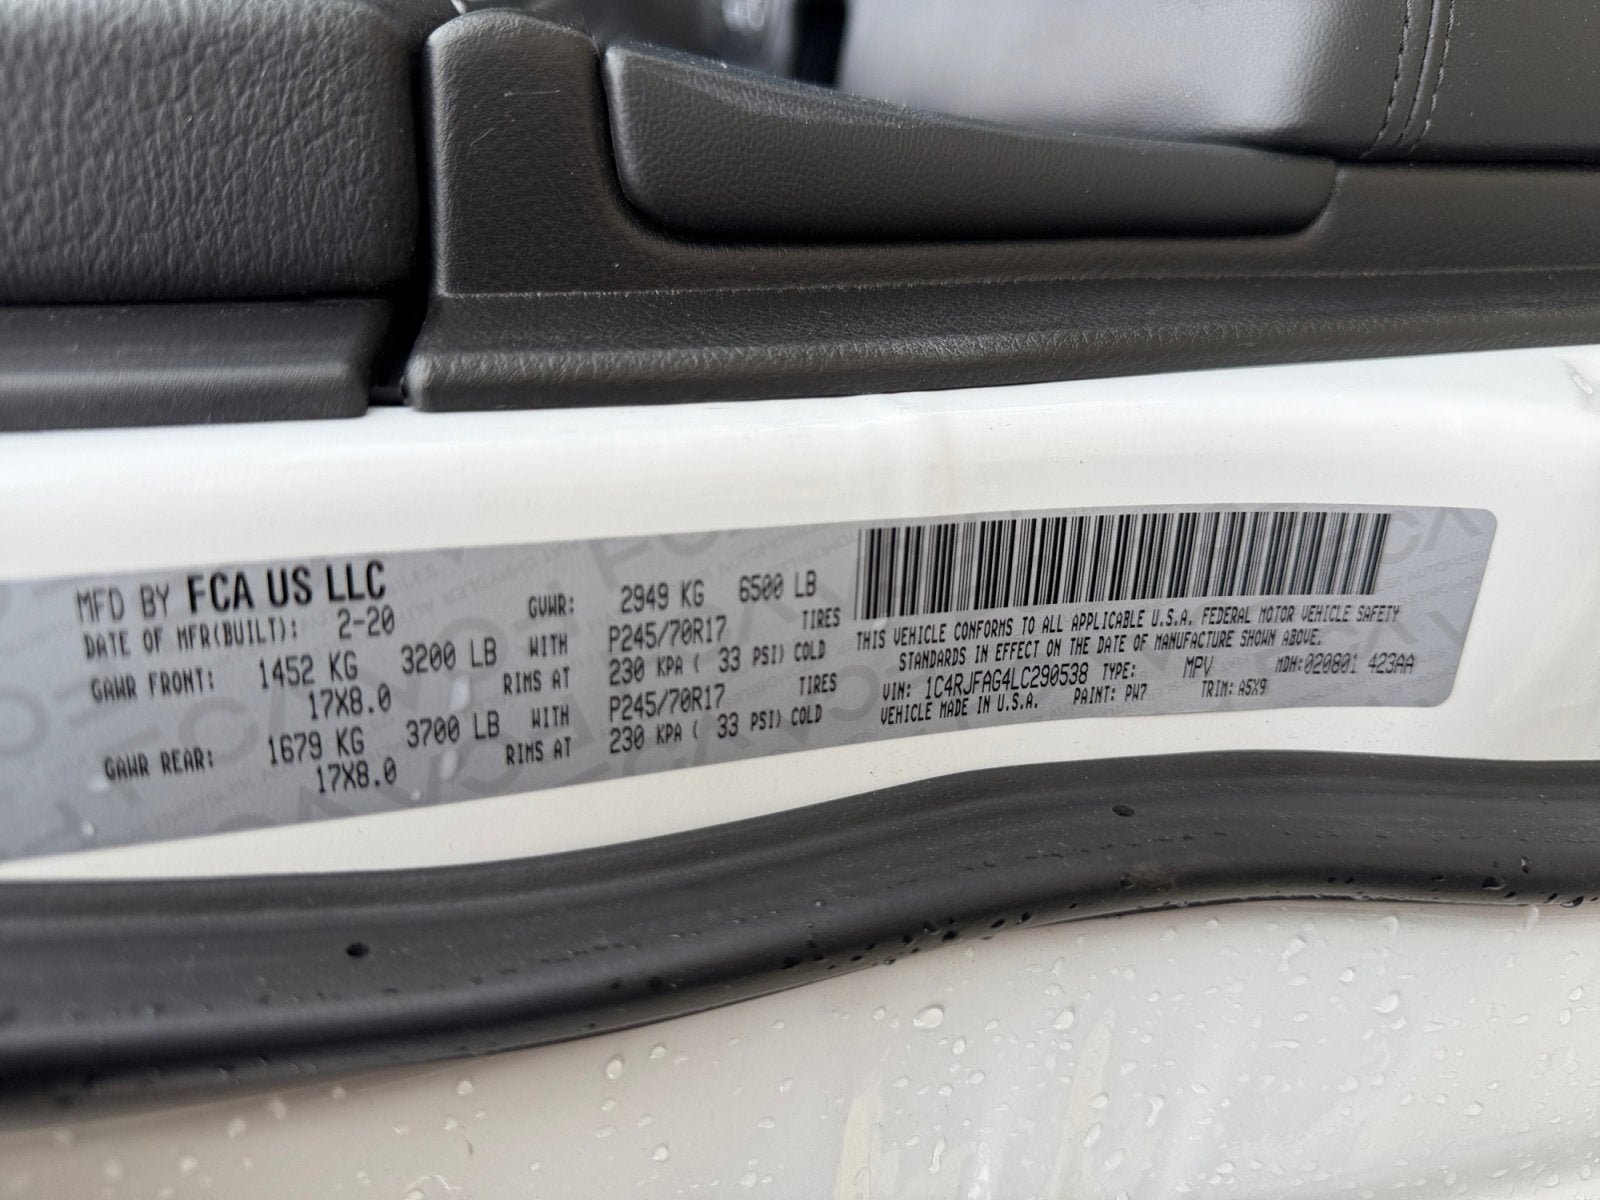 MFD BY FCA US LLC
DATE OF MFR(BUILT): 2-20
GVWR: 2949 KG 6500 LB
GAWR FRONT: 1452 KG 3200 LB WITH P245/70R17 TIRES
17X8.0 RIMS AT 230 KPA ( 33 PSI) COLD
GAWR REAR: 1679 KG 3700 LB WITH P245/70R17 TIRES
17X8.0 RIMS AT 230 KPA ( 33 PSI) COLD
THIS VEHICLE CONFORMS TO ALL APPLICABLE U.S.A. FEDERAL MOTOR VEHICLE SAFETY
STANDARDS IN EFFECT ON THE DATE OF MANUFACTURE SHOWN ABOVE.
VIN: 1C4RJFAG4LC290538 TYPE: MPV MDH:020801 423AA
VEHICLE MADE IN U.S.A. PAINT: PW7 TRIM: A5X9